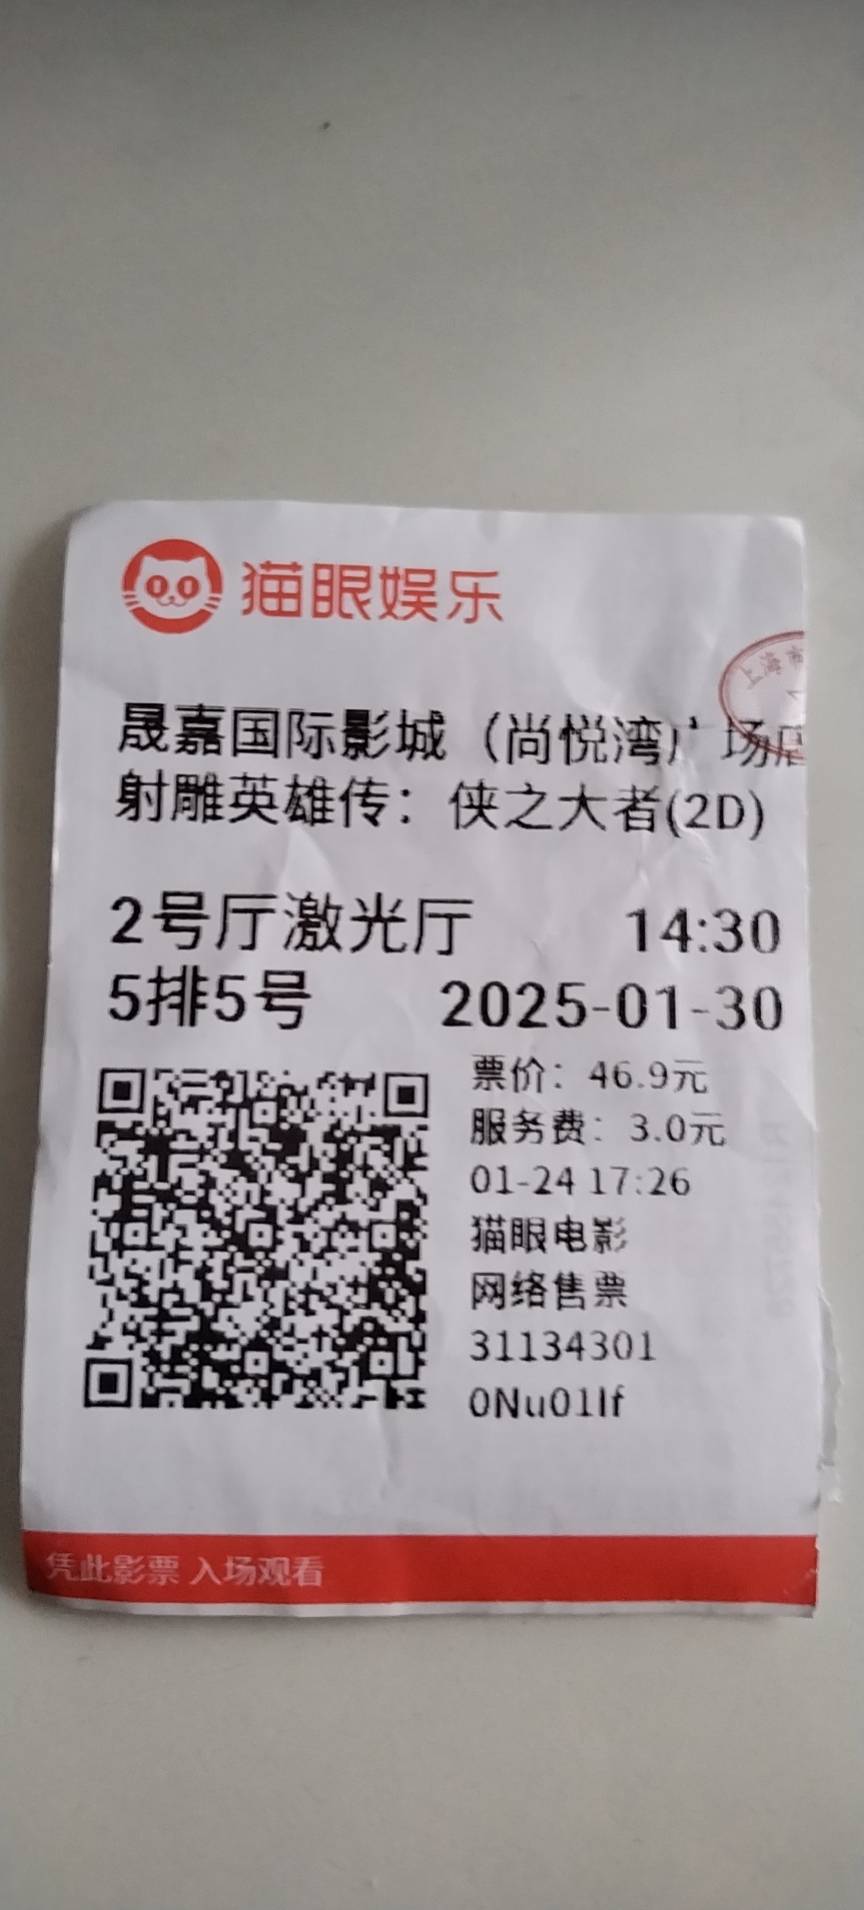 猫眼娱乐
晟嘉国际影城（尚悦湾广场店
射雕英雄传：侠之大者(2D)
2号厅激光厅 14:30
5排5号 2025-01-30
票价：46.9元
服务费：3.0元
01-24 17:26
猫眼电影
网络售票
31134301
0Nu01lf
凭此影票 入场观看